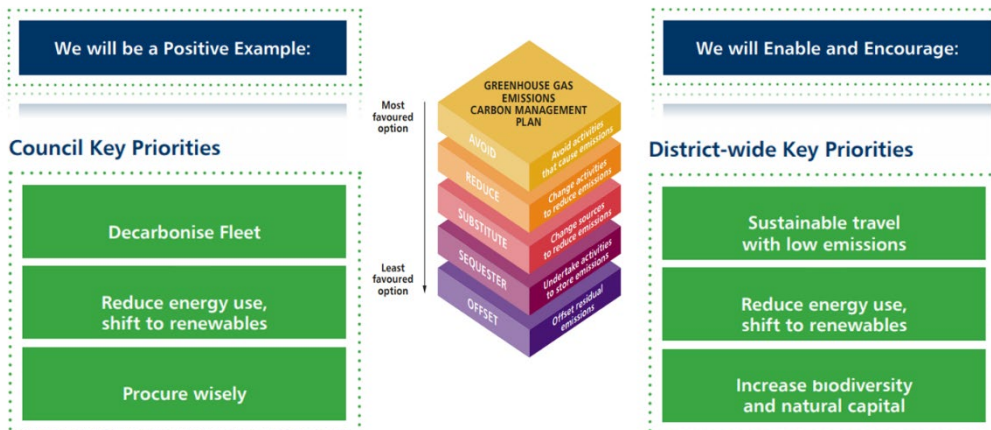 We will be a Positive Example:
Council Key Priorities
Decarbonise Fleet
Reduce energy use,
shift to renewables
Procure wisely
Most
favoured
option
Least
favoured
option
GREENHOUSE GAS
EMISSIONS
CARBON MANAGEMENT
PLAN
AVOID
Avoid activities
that cause emissions
REDUCE
Change activities
to reduce emissions
SUBSTITUTE
Change sources
to reduce emissions
SEQUESTER
Undertake activities
to store emissions
OFFSET
Offset residual
emissions
We will Enable and Encourage:
District-wide Key Priorities
Sustainable travel
with low emissions
Reduce energy use,
shift to renewables
Increase biodiversity
and natural capital